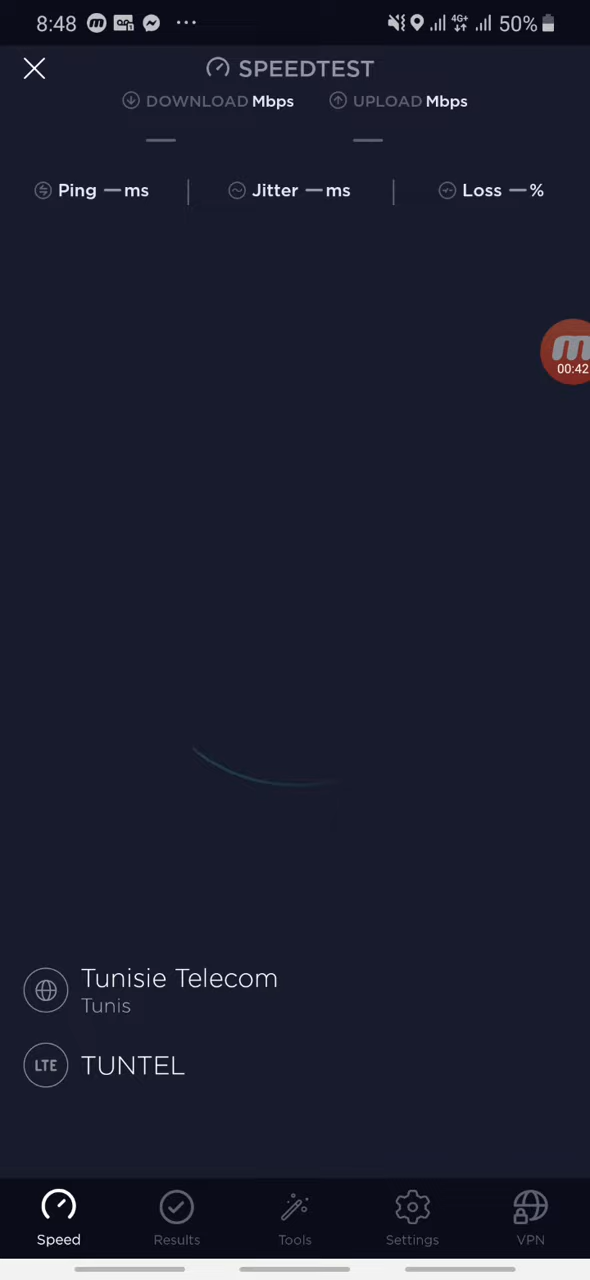 8:48 4G+ 50%
SPEEDTEST
DOWNLOAD Mbps UPLOAD Mbps
— —
Ping — ms Jitter — ms Loss — %
m
00:42
Tunisie Telecom
Tunis
LTE TUNTEL
Speed Results Tools Settings VPN